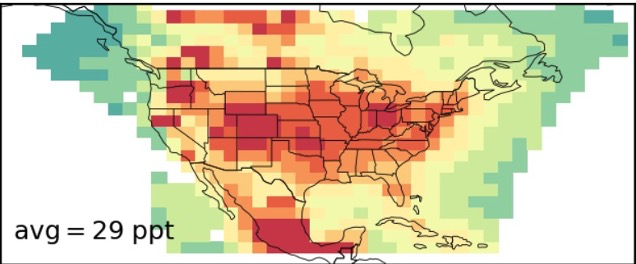 avg = 29 ppt